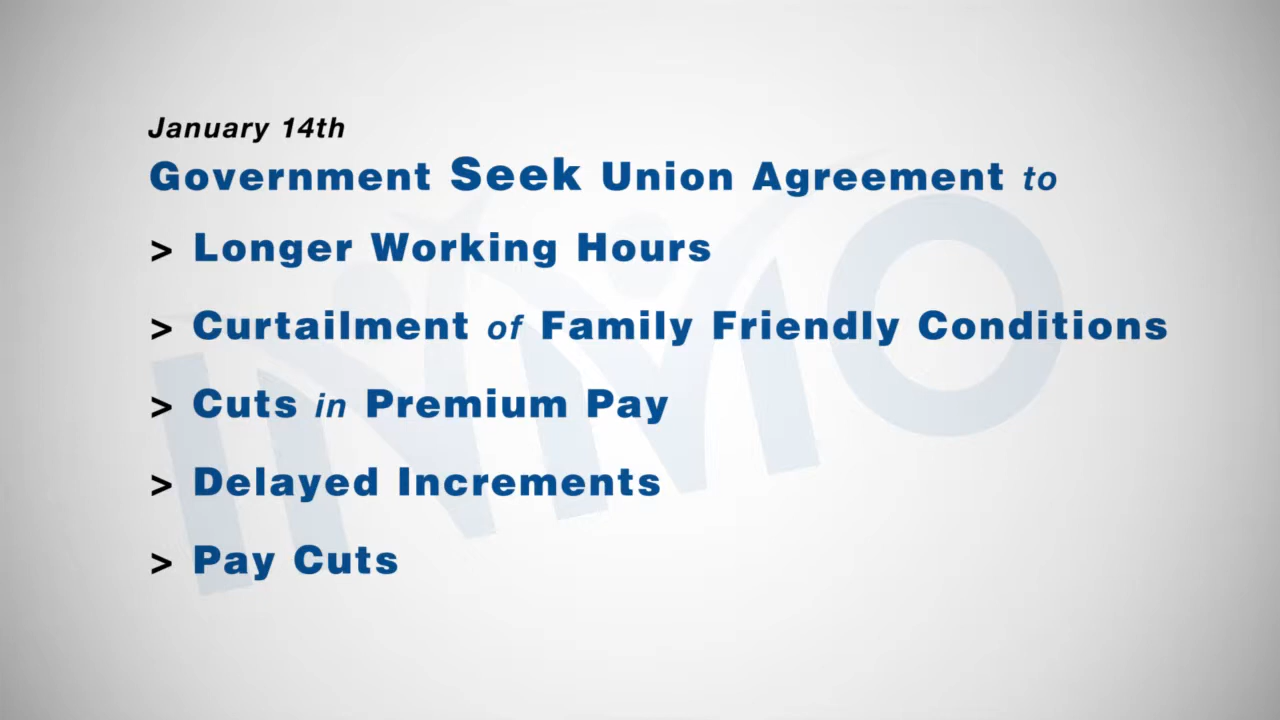 January 14th
Government Seek Union Agreement to
> Longer Working Hours
> Curtailment of Family Friendly Conditions
> Cuts in Premium Pay
> Delayed Increments
> Pay Cuts
INMO